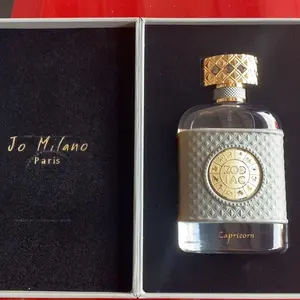 Jo Milano
Paris
ZOD
IAC
Capricorn